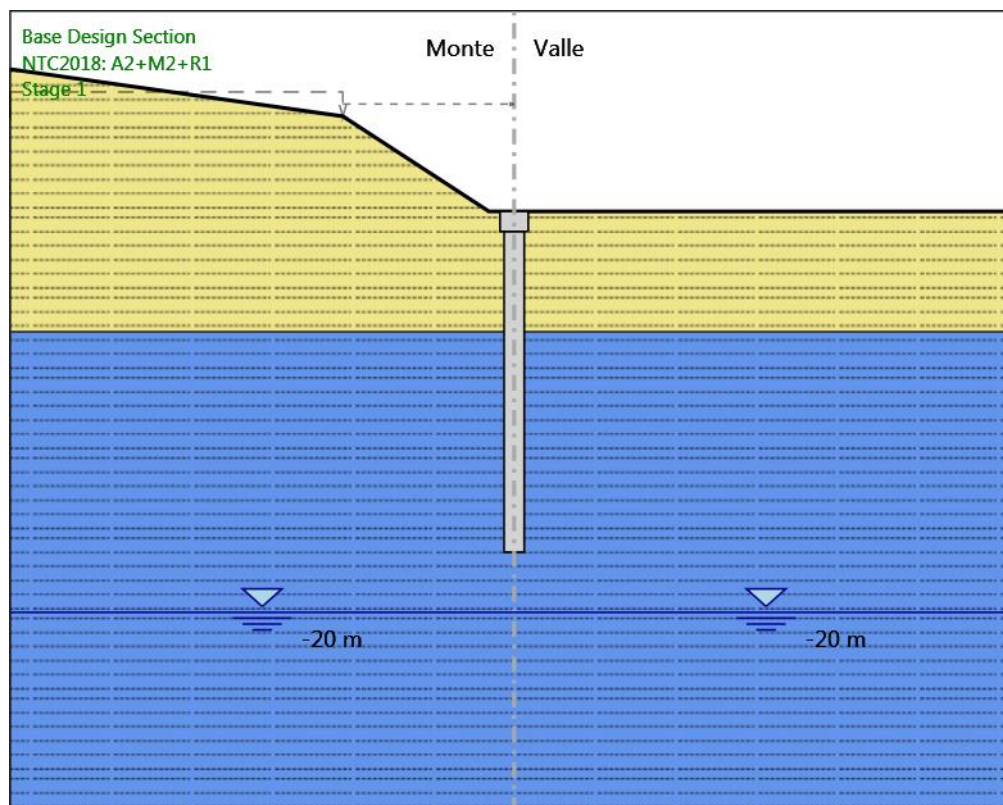 Base Design Section
NTC2018: A2+M2+R1
Stage 1
Monte
Valle
-20 m
-20 m